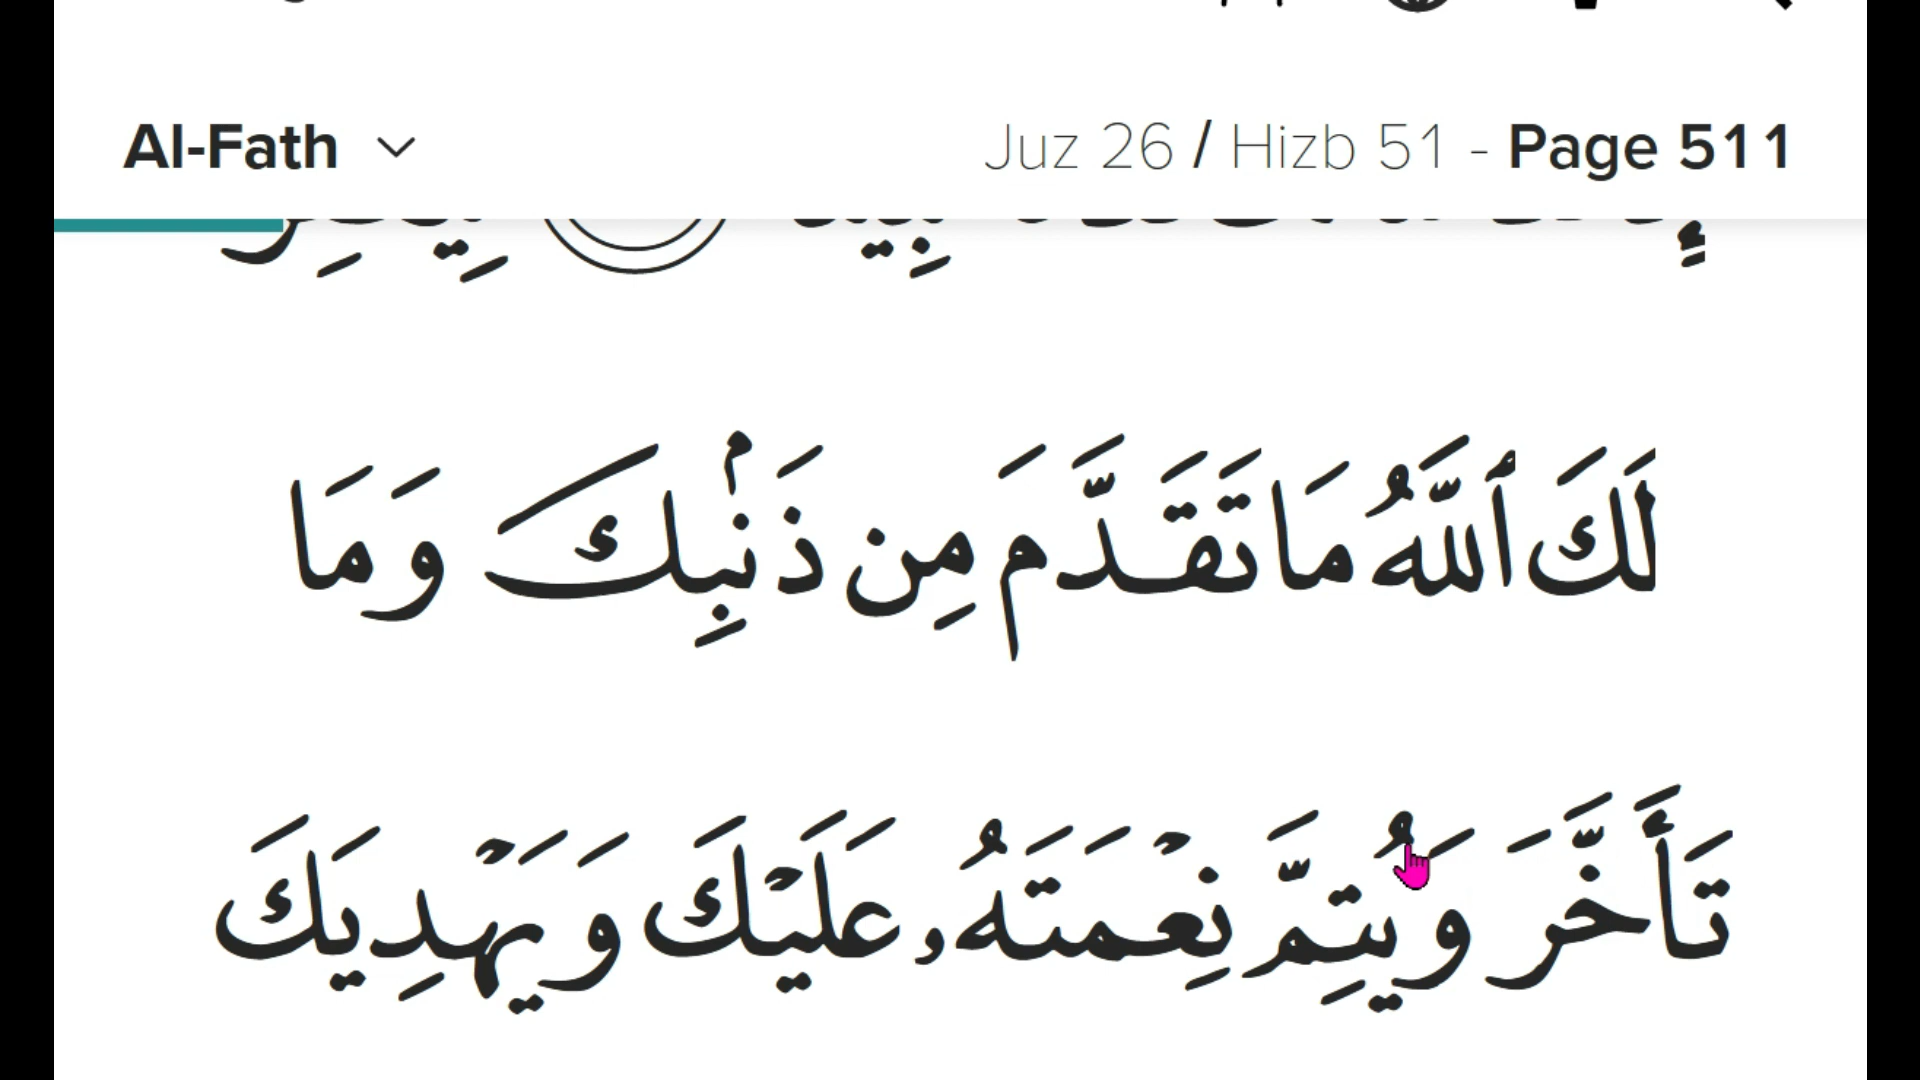 Al-Fath
Juz 26 / Hizb 51 - Page 511
لَكَ ٱللَّهُ مَا تَقَدَّمَ مِن ذَنۢبِكَ وَمَا
تَأَخَّرَ وَيُتِمَّ نِعۡمَتَهُۥ عَلَيۡكَ وَيَهۡدِيَكَ